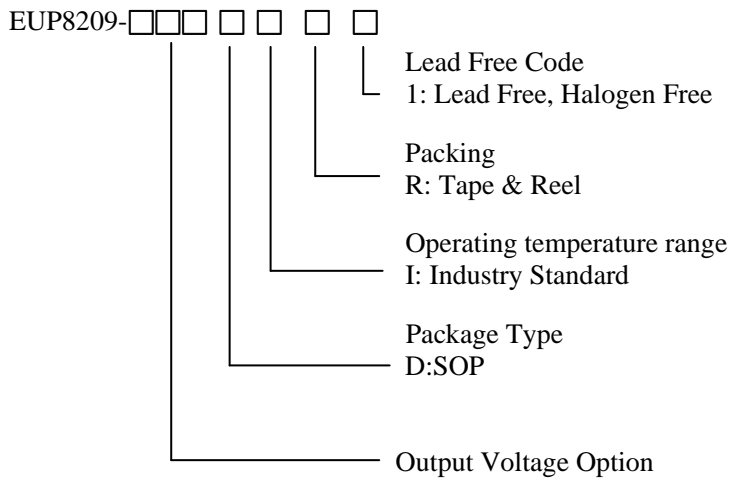 EUP8209-□□□ □ □ □ □
Lead Free Code
1: Lead Free, Halogen Free
Packing
R: Tape & Reel
Operating temperature range
I: Industry Standard
Package Type
D:SOP
Output Voltage Option